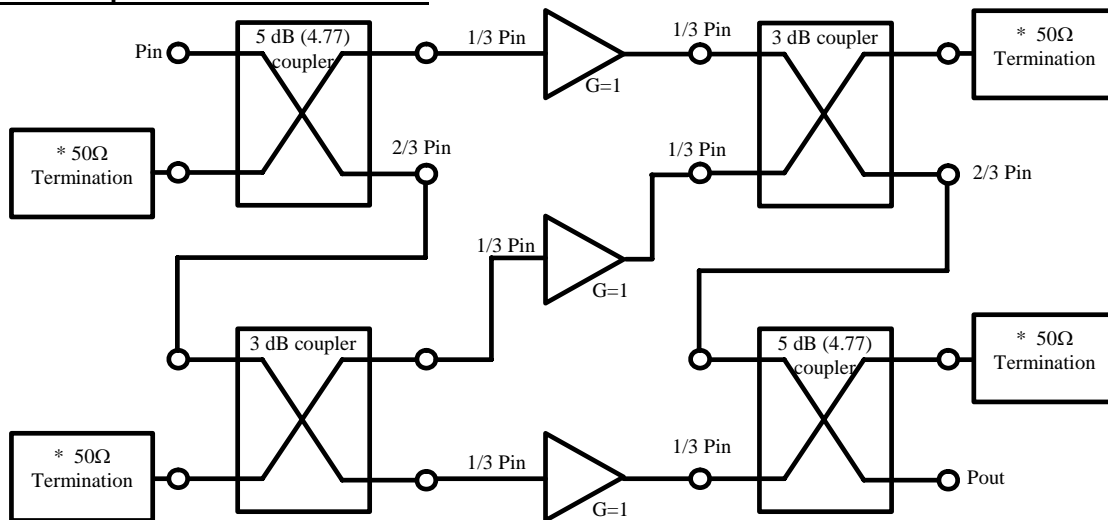 Pin
5 dB (4.77)
coupler
1/3 Pin
G=1
1/3 Pin
3 dB coupler
* 50Ω
Termination
* 50Ω
Termination
2/3 Pin
1/3 Pin
2/3 Pin
1/3 Pin
G=1
3 dB coupler
5 dB (4.77)
coupler
* 50Ω
Termination
* 50Ω
Termination
1/3 Pin
G=1
1/3 Pin
Pout